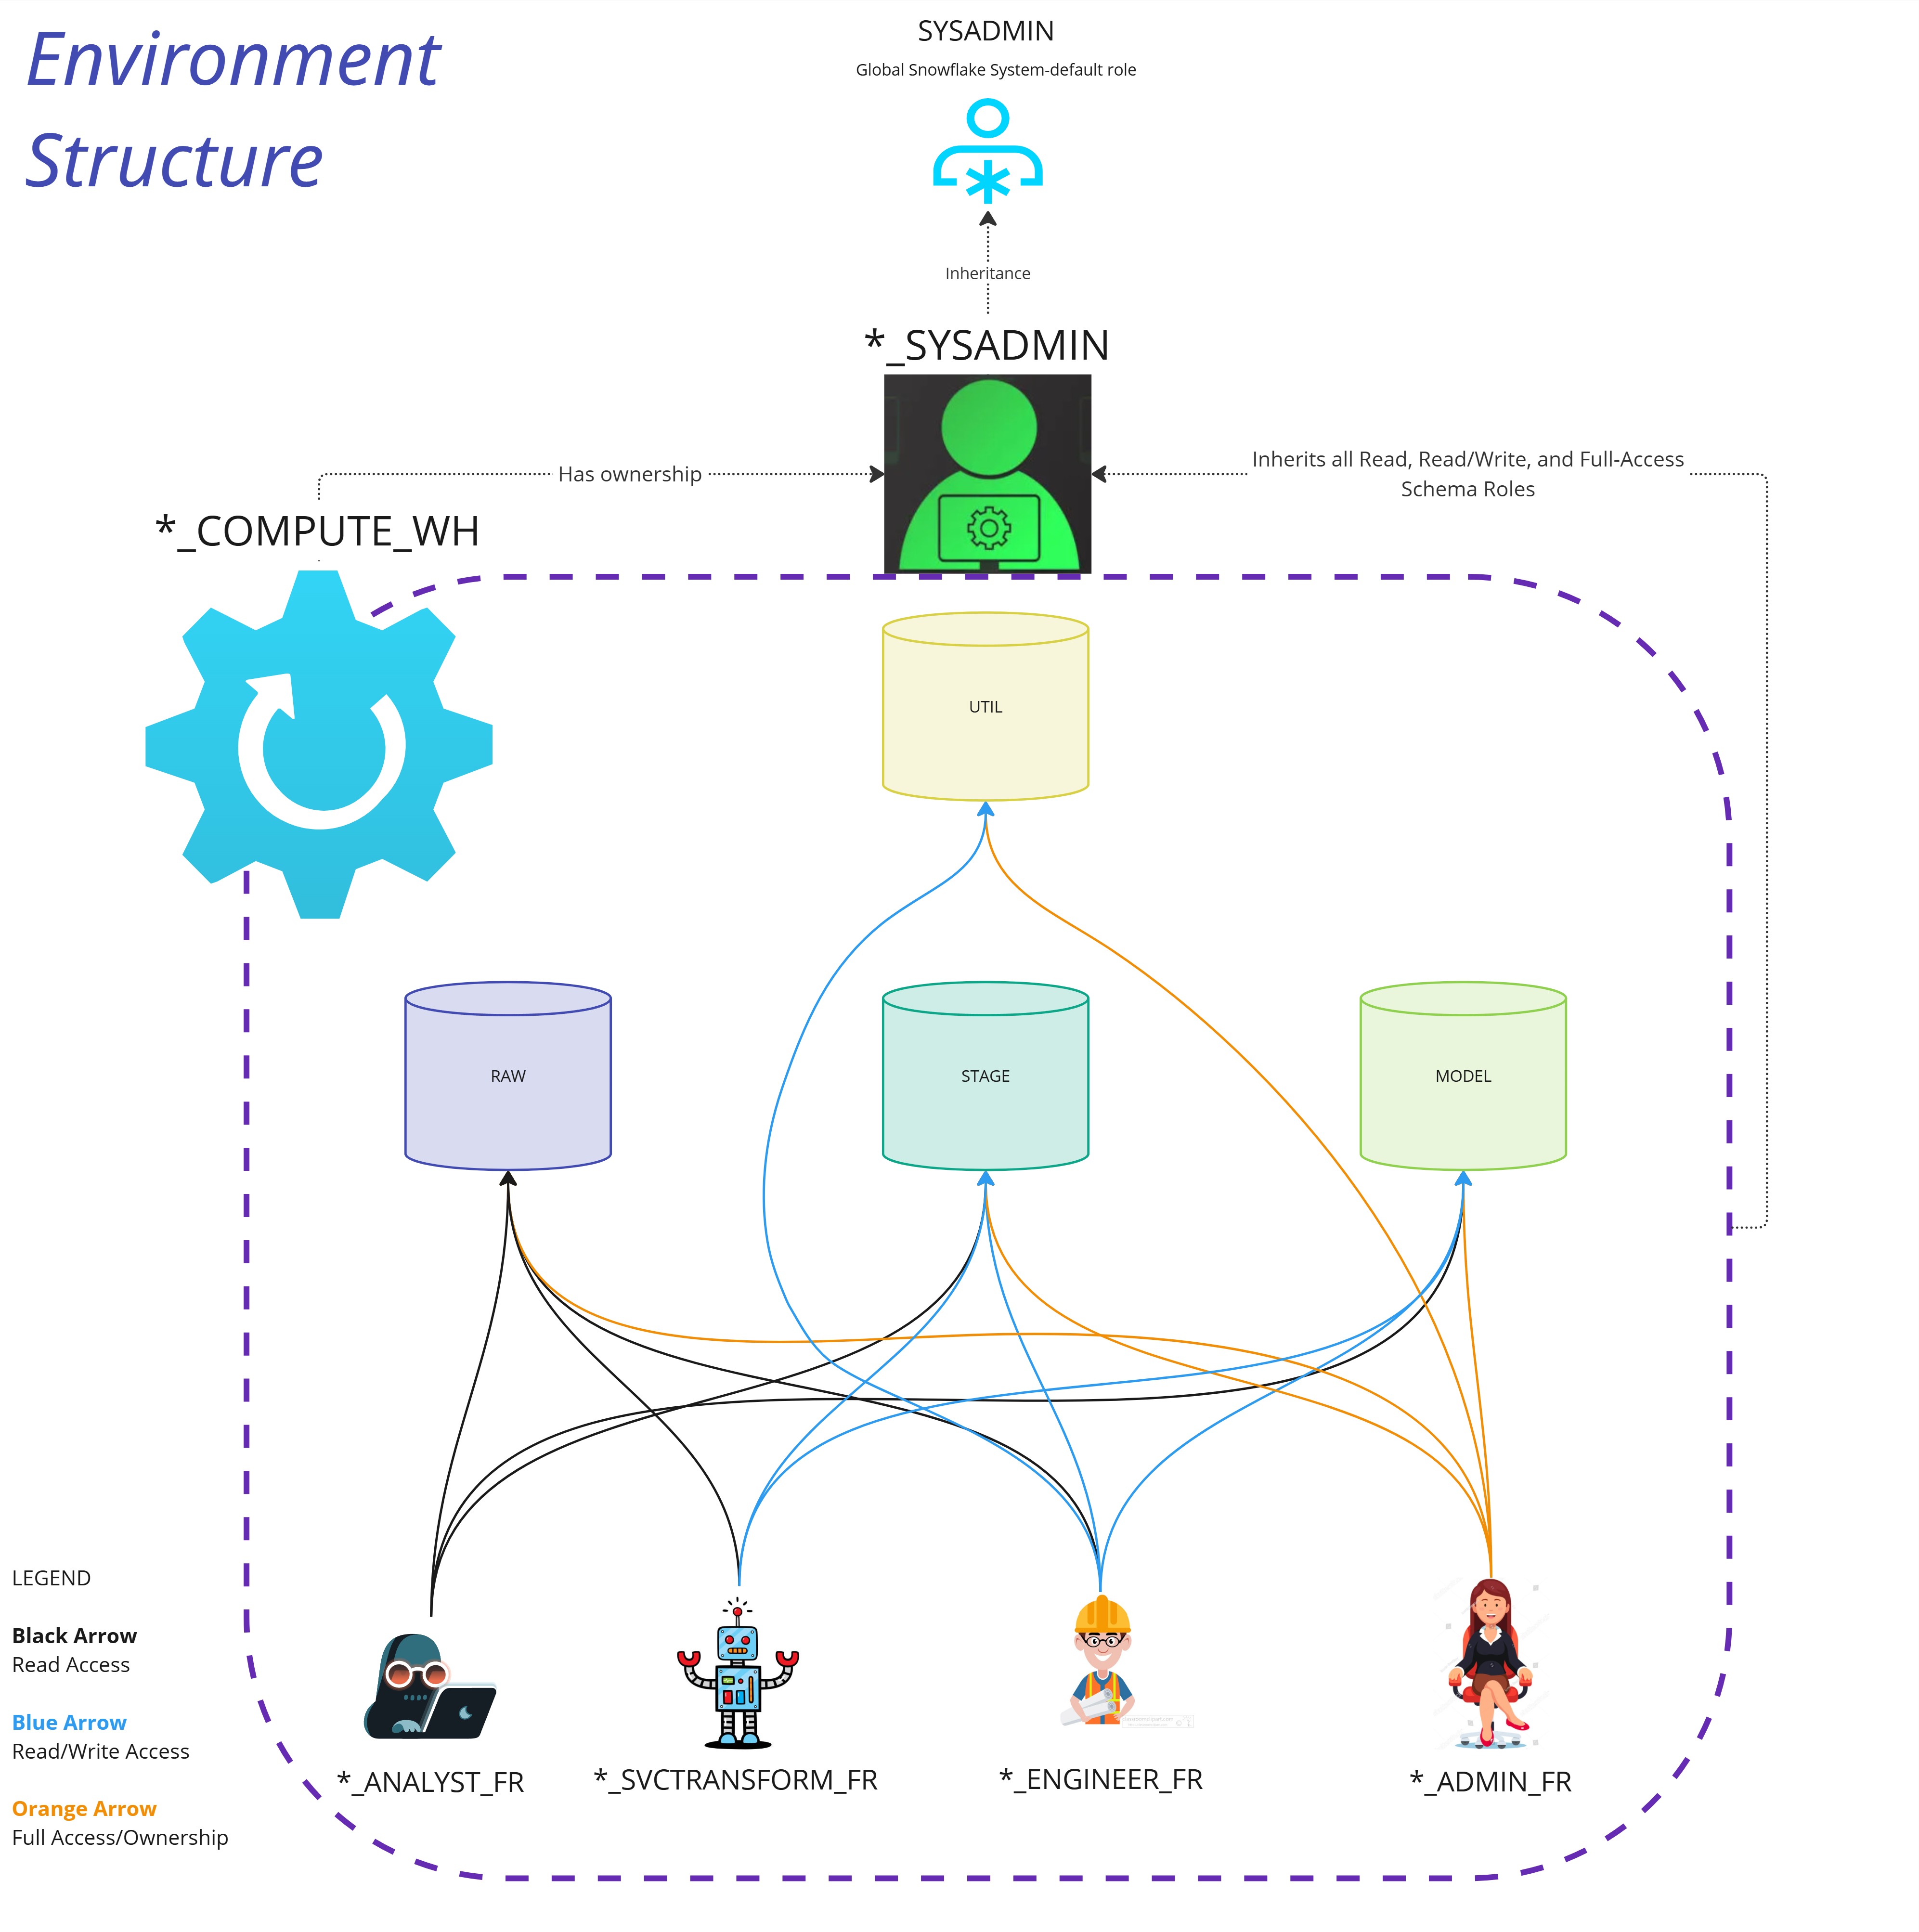 Environment
Structure
SYSADMIN
Global Snowflake System-default role
Inheritance
*_SYSADMIN
Has ownership
Inherits all Read, Read/Write, and Full-Access
Schema Roles
*_COMPUTE_WH
UTIL
RAW
STAGE
MODEL
LEGEND
Black Arrow
Read Access
Blue Arrow
Read/Write Access
Orange Arrow
Full Access/Ownership
*_ANALYST_FR
*_SVCTRANSFORM_FR
*_ENGINEER_FR
*_ADMIN_FR